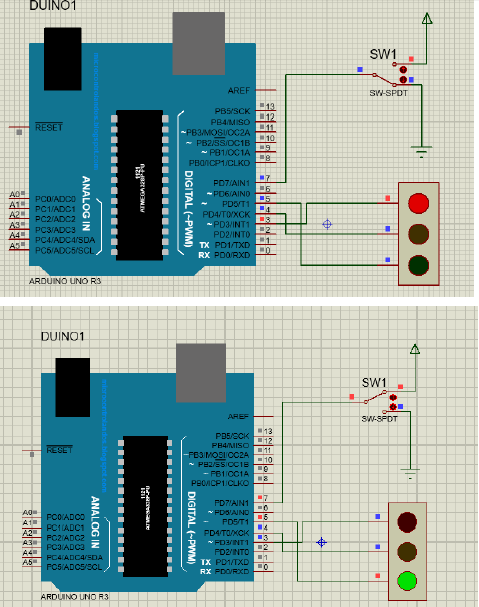 DUINO1
AREF
RESET
13
PB5/SCK
12
PB4/MISO
11
~ PB3/MOSI/OC2A
10
~ PB2/SS/OC1B
9
~ PB1/OC1A
8
PB0/ICP1/CLKO
7
PD7/AIN1
6
~ PD6/AIN0
5
~ PD5/T1
4
PD4/T0/XCK
3
~ PD3/INT1
2
PD2/INT0
1
TX PD1/TXD
0
RX PD0/RXD
DIGITAL (~PWM)
ANALOG IN
A0 PC0/ADC0
A1 PC1/ADC1
A2 PC2/ADC2
A3 PC3/ADC3
A4 PC4/ADC4/SDA
A5 PC5/ADC5/SCL
1121
ATMEGA328P-PU
ARDUINO UNO R3
SW1
SW-SPDT
DUINO1
AREF
RESET
13
PB5/SCK
12
PB4/MISO
11
~PB3/MOSI/OC2A
10
~ PB2/SS/OC1B
9
~ PB1/OC1A
8
PB0/ICP1/CLKO
7
PD7/AIN1
6
~ PD6/AIN0
5
~ PD5/T1
4
PD4/T0/XCK
3
~ PD3/INT1
2
PD2/INT0
1
TX PD1/TXD
0
RX PD0/RXD
DIGITAL (~PWM)
ANALOG IN
A0 PC0/ADC0
A1 PC1/ADC1
A2 PC2/ADC2
A3 PC3/ADC3
A4 PC4/ADC4/SDA
A5 PC5/ADC5/SCL
1121
ATMEGA328P-PU
ARDUINO UNO R3
SW1
SW-SPDT